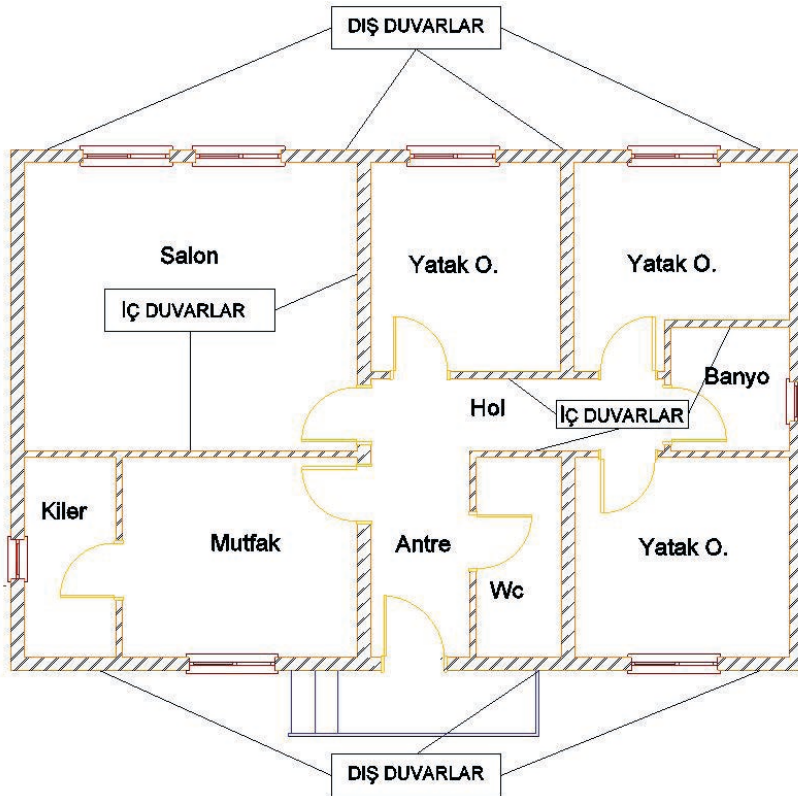 DIŞ DUVARLAR
Salon
Yatak O.
Yatak O.
İÇ DUVARLAR
Banyo
Hol
İÇ DUVARLAR
Kiler
Mutfak
Antre
Yatak O.
Wc
DIŞ DUVARLAR